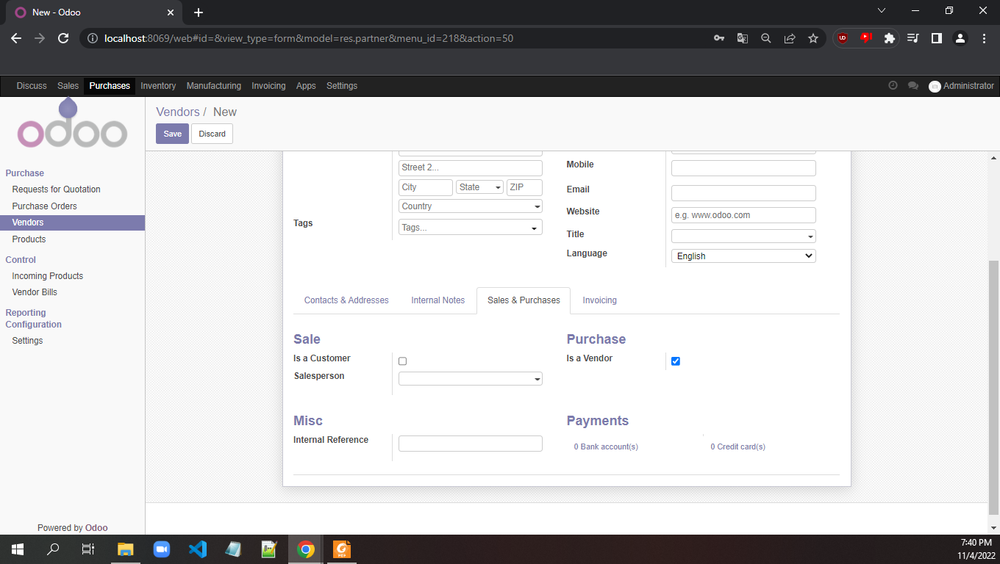 New - Odoo
localhost:8069/web#id=&view_type=form&model=res.partner&menu_id=218&action=50
Discuss Sales Purchases Inventory Manufacturing Invoicing Apps Settings Administrator
odoo
Vendors / New
Save Discard
Purchase
Requests for Quotation
Purchase Orders
Vendors
Products
Control
Incoming Products
Vendor Bills
Reporting
Configuration
Settings
Powered by Odoo
Street 2...
City State ZIP
Country
Tags Tags...
Mobile
Email
Website e.g. www.odoo.com
Title
Language English
Contacts & Addresses Internal Notes Sales & Purchases Invoicing
Sale
Is a Customer
Salesperson
Purchase
Is a Vendor
Misc
Internal Reference
Payments
0 Bank account(s) 0 Credit card(s)
7:40 PM
11/4/2022